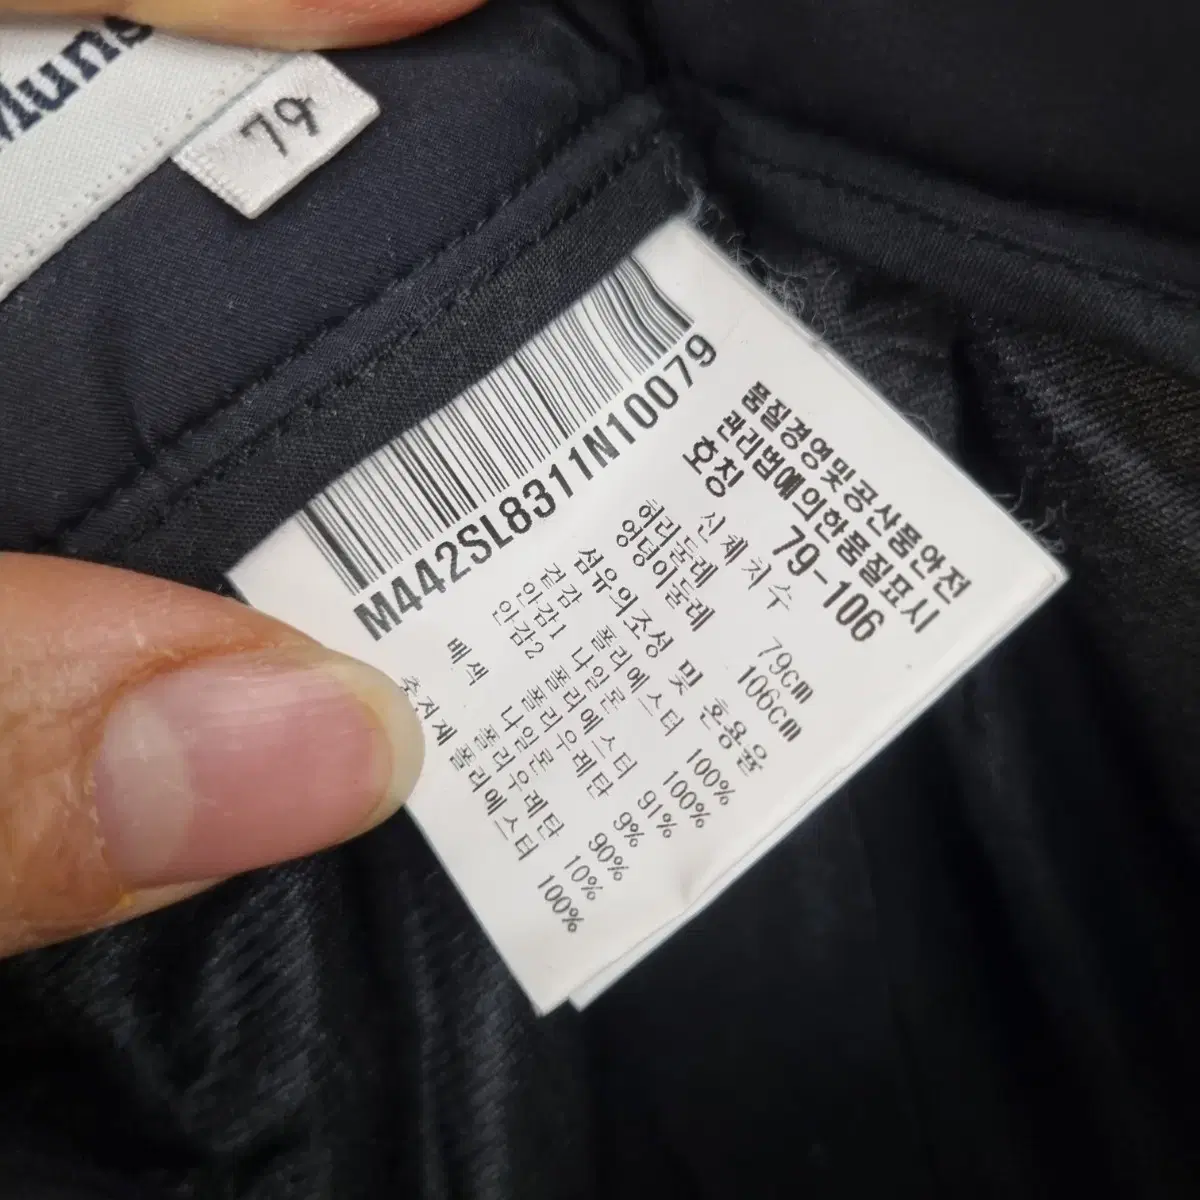 Muns
79
M442SL8311N10079
품질경영및공산품안전
관리법에의한품질표시
호칭 79-106
신체치수
허리둘레 79cm
엉덩이둘레 106cm
섬유의조성 및 혼용율
겉감 폴리에스터 100%
안감1 나일론 100%
안감2 폴리에스터 91%
폴리우레탄 9%
배색 나일론 90%
폴리우레탄 10%
충전재 폴리에스터 100%